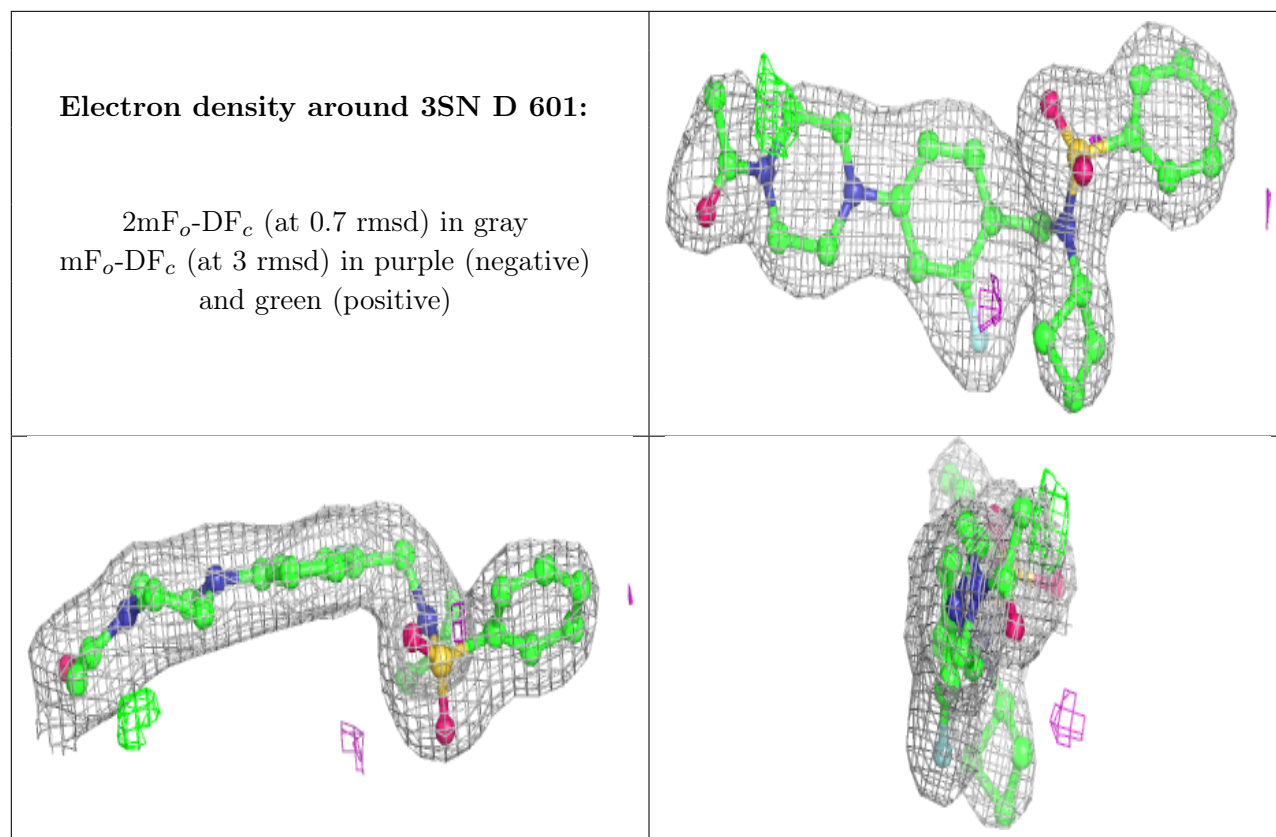 Electron density around 3SN D 601:
2mFₒ-DF𝒸 (at 0.7 rmsd) in gray
mFₒ-DF𝒸 (at 3 rmsd) in purple (negative)
and green (positive)